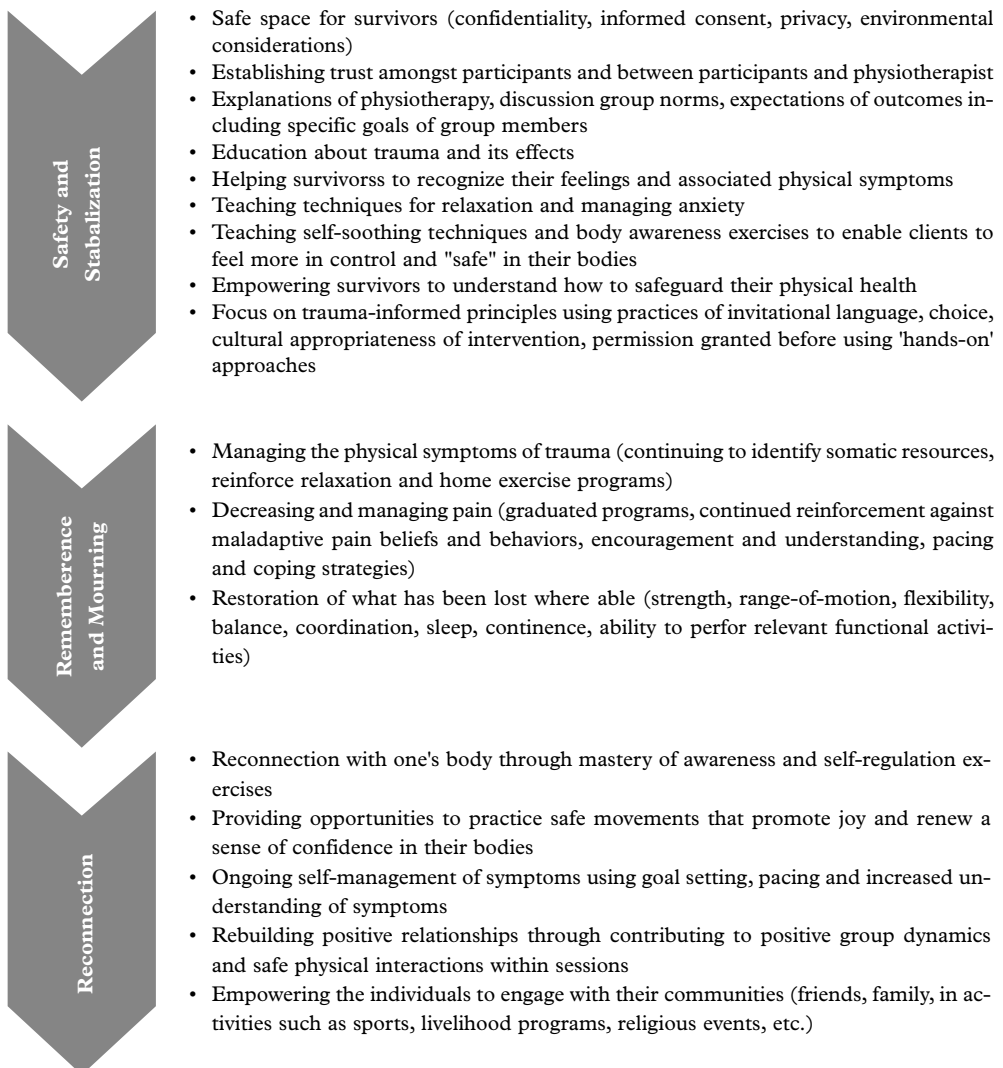 Safety and
Stabalization
• Safe space for survivors (confidentiality, informed consent, privacy, environmental
considerations)
• Establishing trust amongst participants and between participants and physiotherapist
• Explanations of physiotherapy, discussion group norms, expectations of outcomes in-
cluding specific goals of group members
• Education about trauma and its effects
• Helping survivorss to recognize their feelings and associated physical symptoms
• Teaching techniques for relaxation and managing anxiety
• Teaching self-soothing techniques and body awareness exercises to enable clients to
feel more in control and "safe" in their bodies
• Empowering survivors to understand how to safeguard their physical health
• Focus on trauma-informed principles using practices of invitational language, choice,
cultural appropriateness of intervention, permission granted before using 'hands-on'
approaches
Rememberence
and Mourning
• Managing the physical symptoms of trauma (continuing to identify somatic resources,
reinforce relaxation and home exercise programs)
• Decreasing and managing pain (graduated programs, continued reinforcement against
maladaptive pain beliefs and behaviors, encouragement and understanding, pacing
and coping strategies)
• Restoration of what has been lost where able (strength, range-of-motion, flexibility,
balance, coordination, sleep, continence, ability to perfor relevant functional activi-
ties)
Reconnection
• Reconnection with one's body through mastery of awareness and self-regulation ex-
ercises
• Providing opportunities to practice safe movements that promote joy and renew a
sense of confidence in their bodies
• Ongoing self-management of symptoms using goal setting, pacing and increased un-
derstanding of symptoms
• Rebuilding positive relationships through contributing to positive group dynamics
and safe physical interactions within sessions
• Empowering the individuals to engage with their communities (friends, family, in ac-
tivities such as sports, livelihood programs, religious events, etc.)